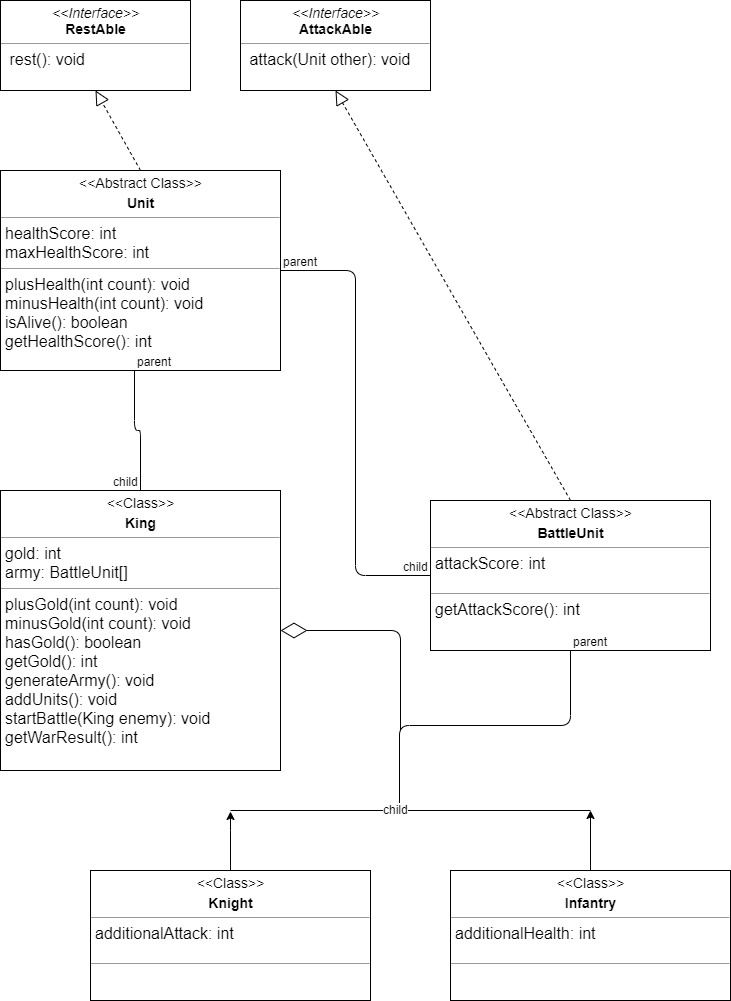 <<Interface>>
RestAble
rest(): void
<<Interface>>
AttackAble
attack(Unit other): void
<<Abstract Class>>
Unit
healthScore: int
maxHealthScore: int
plusHealth(int count): void
minusHealth(int count): void
isAlive(): boolean
getHealthScore(): int
parent
parent
child
<<Class>>
King
gold: int
army: BattleUnit[]
plusGold(int count): void
minusGold(int count): void
hasGold(): boolean
getGold(): int
generateArmy(): void
addUnits(): void
startBattle(King enemy): void
getWarResult(): int
<<Abstract Class>>
BattleUnit
child
attackScore: int
getAttackScore(): int
parent
child
<<Class>>
Knight
additionalAttack: int
<<Class>>
Infantry
additionalHealth: int